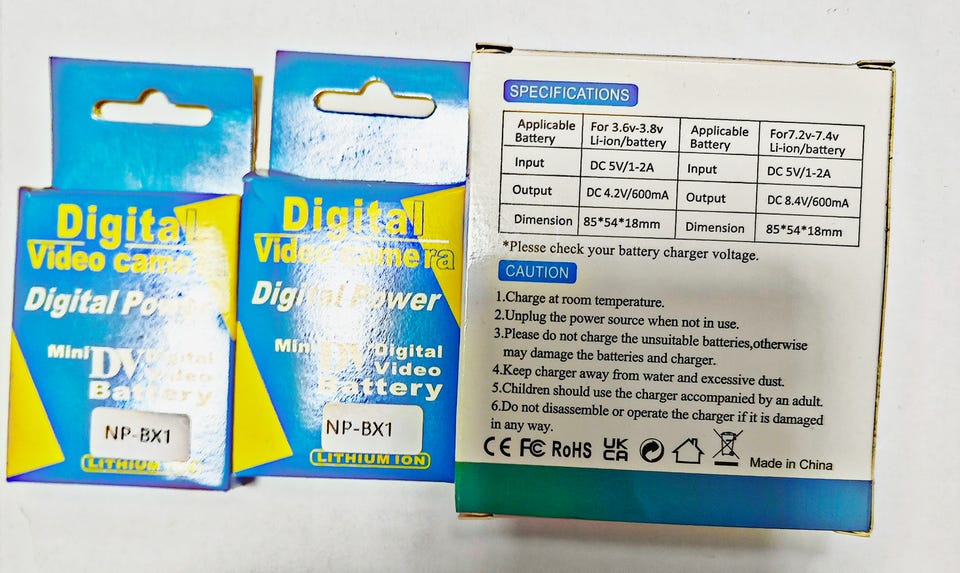 Digital
Video camera
Digital Power
Mini DV Digital
Video
Battery
NP-BX1
LITHIUM ION
Digital
Video camera
Digital Power
Mini DV Digital
Video
Battery
NP-BX1
LITHIUM ION
SPECIFICATIONS
Applicable Battery For 3.6v-3.8v Li-ion/battery Applicable Battery For7.2v-7.4v Li-ion/battery
Input DC 5V/1-2A Input DC 5V/1-2A
Output DC 4.2V/600mA Output DC 8.4V/600mA
Dimension 85*54*18mm Dimension 85*54*18mm
*Plesse check your battery charger voltage.
CAUTION
1.Charge at room temperature.
2.Unplug the power source when not in use.
3.Please do not charge the unsuitable batteries,otherwise
may damage the batteries and charger.
4.Keep charger away from water and excessive dust.
5.Children should use the charger accompanied by an adult.
6.Do not disassemble or operate the charger if it is damaged
in any way.
CE FC RoHS UK CA Made in China